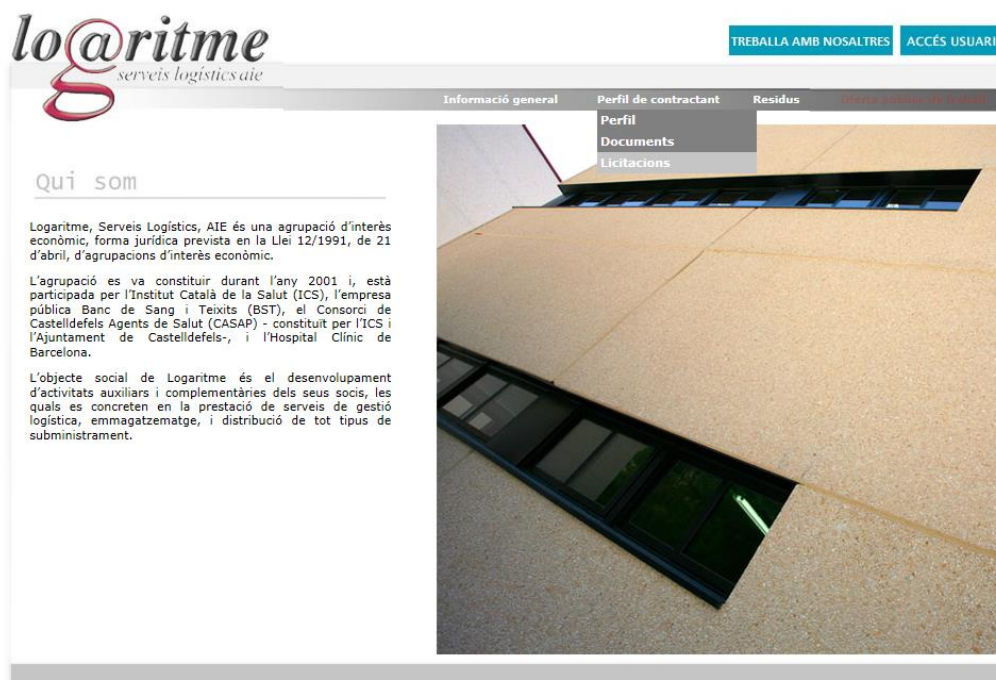 logaritme
serveis logístics aie
TREBALLA AMB NOSALTRES
ACCÉS USUARI
Informació general
Perfil de contractant
Residus
Perfil
Documents
Licitacions
Qui som
Logaritme, Serveis Logístics, AIE és una agrupació d'interès
econòmic, forma jurídica prevista en la Llei 12/1991, de 21
d'abril, d'agrupacions d'interès econòmic.
L'agrupació es va constituir durant l'any 2001 i, està
participada per l'Institut Català de la Salut (ICS), l'empresa
pública Banc de Sang i Teixits (BST), el Consorci de
Castelldefels Agents de Salut (CASAP) - constituït per l'ICS i
l'Ajuntament de Castelldefels-, i l'Hospital Clínic de
Barcelona.
L'objecte social de Logaritme és el desenvolupament
d'activitats auxiliars i complementàries dels seus socis, les
quals es concreten en la prestació de serveis de gestió
logística, emmagatzematge, i distribució de tot tipus de
subministrament.